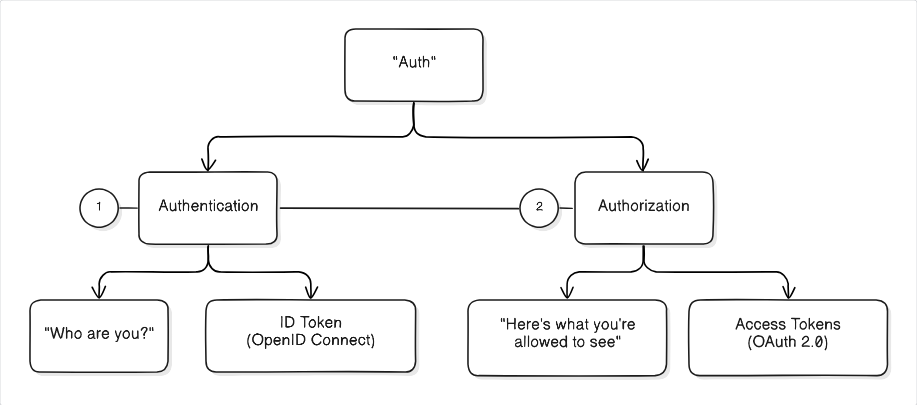 "Auth"
1
Authentication
2
Authorization
"Who are you?"
ID Token
(OpenID Connect)
"Here's what you're
allowed to see"
Access Tokens
(OAuth 2.0)